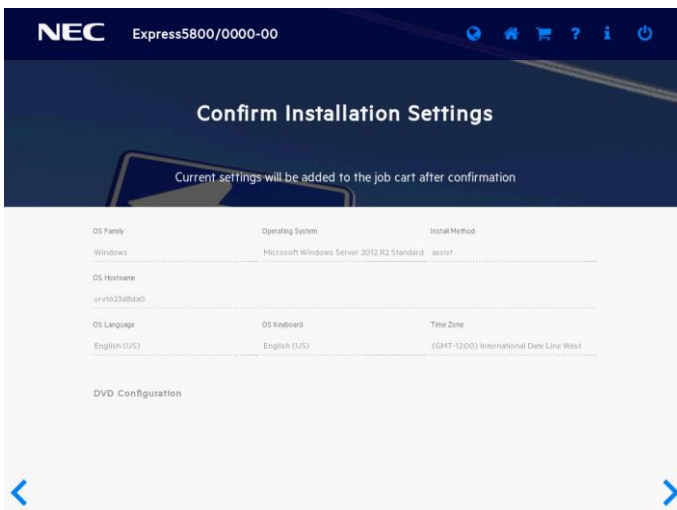 NEC Express5800/0000-00 ?
Confirm Installation Settings
Current settings will be added to the job cart after confirmation
OS Family Operating System Install Method:
Windows Microsoft Windows Server 2012 R2 Standard assist
OS Hostname
srv1623d8da0
OS Language OS Keyboard Time Zone
English (US) English (US) (GMT-1200) International Date Line West
DVD Configuration